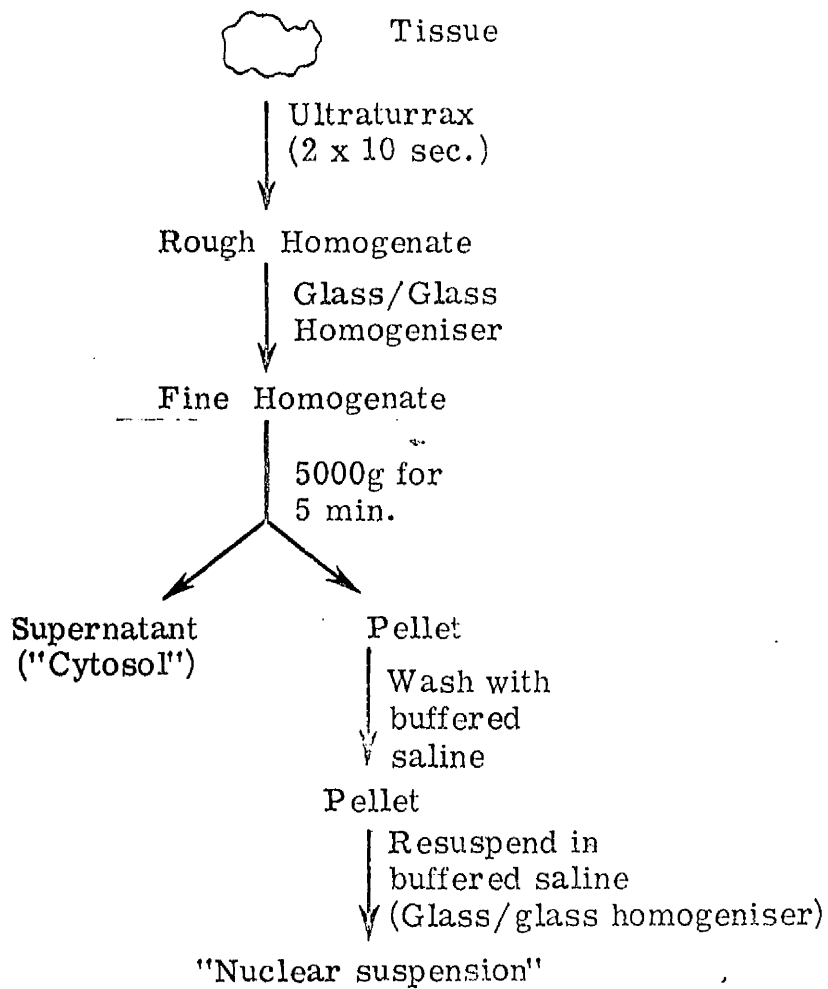 Tissue
Ultraturrax
(2 x 10 sec.)
Rough Homogenate
Glass/Glass
Homogeniser
Fine Homogenate
5000g for
5 min.
Supernatant
("Cytosol")
Pellet
Wash with
buffered
saline
Pellet
Resuspend in
buffered saline
(Glass/glass homogeniser)
"Nuclear suspension"